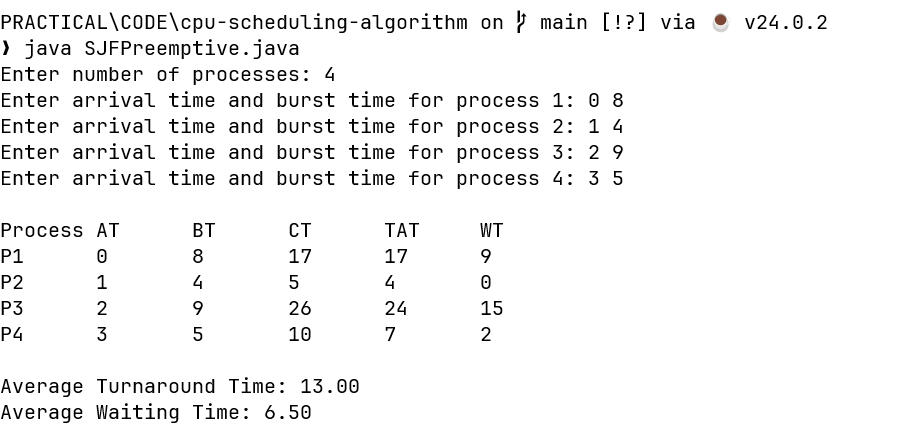 PRACTICAL\CODE\cpu-scheduling-algorithm on main [!?] via v24.0.2
❱ java SJFPreemptive.java
Enter number of processes: 4
Enter arrival time and burst time for process 1: 0 8
Enter arrival time and burst time for process 2: 1 4
Enter arrival time and burst time for process 3: 2 9
Enter arrival time and burst time for process 4: 3 5

Process AT BT CT TAT WT
P1 0 8 17 17 9
P2 1 4 5 4 0
P3 2 9 26 24 15
P4 3 5 10 7 2

Average Turnaround Time: 13.00
Average Waiting Time: 6.50